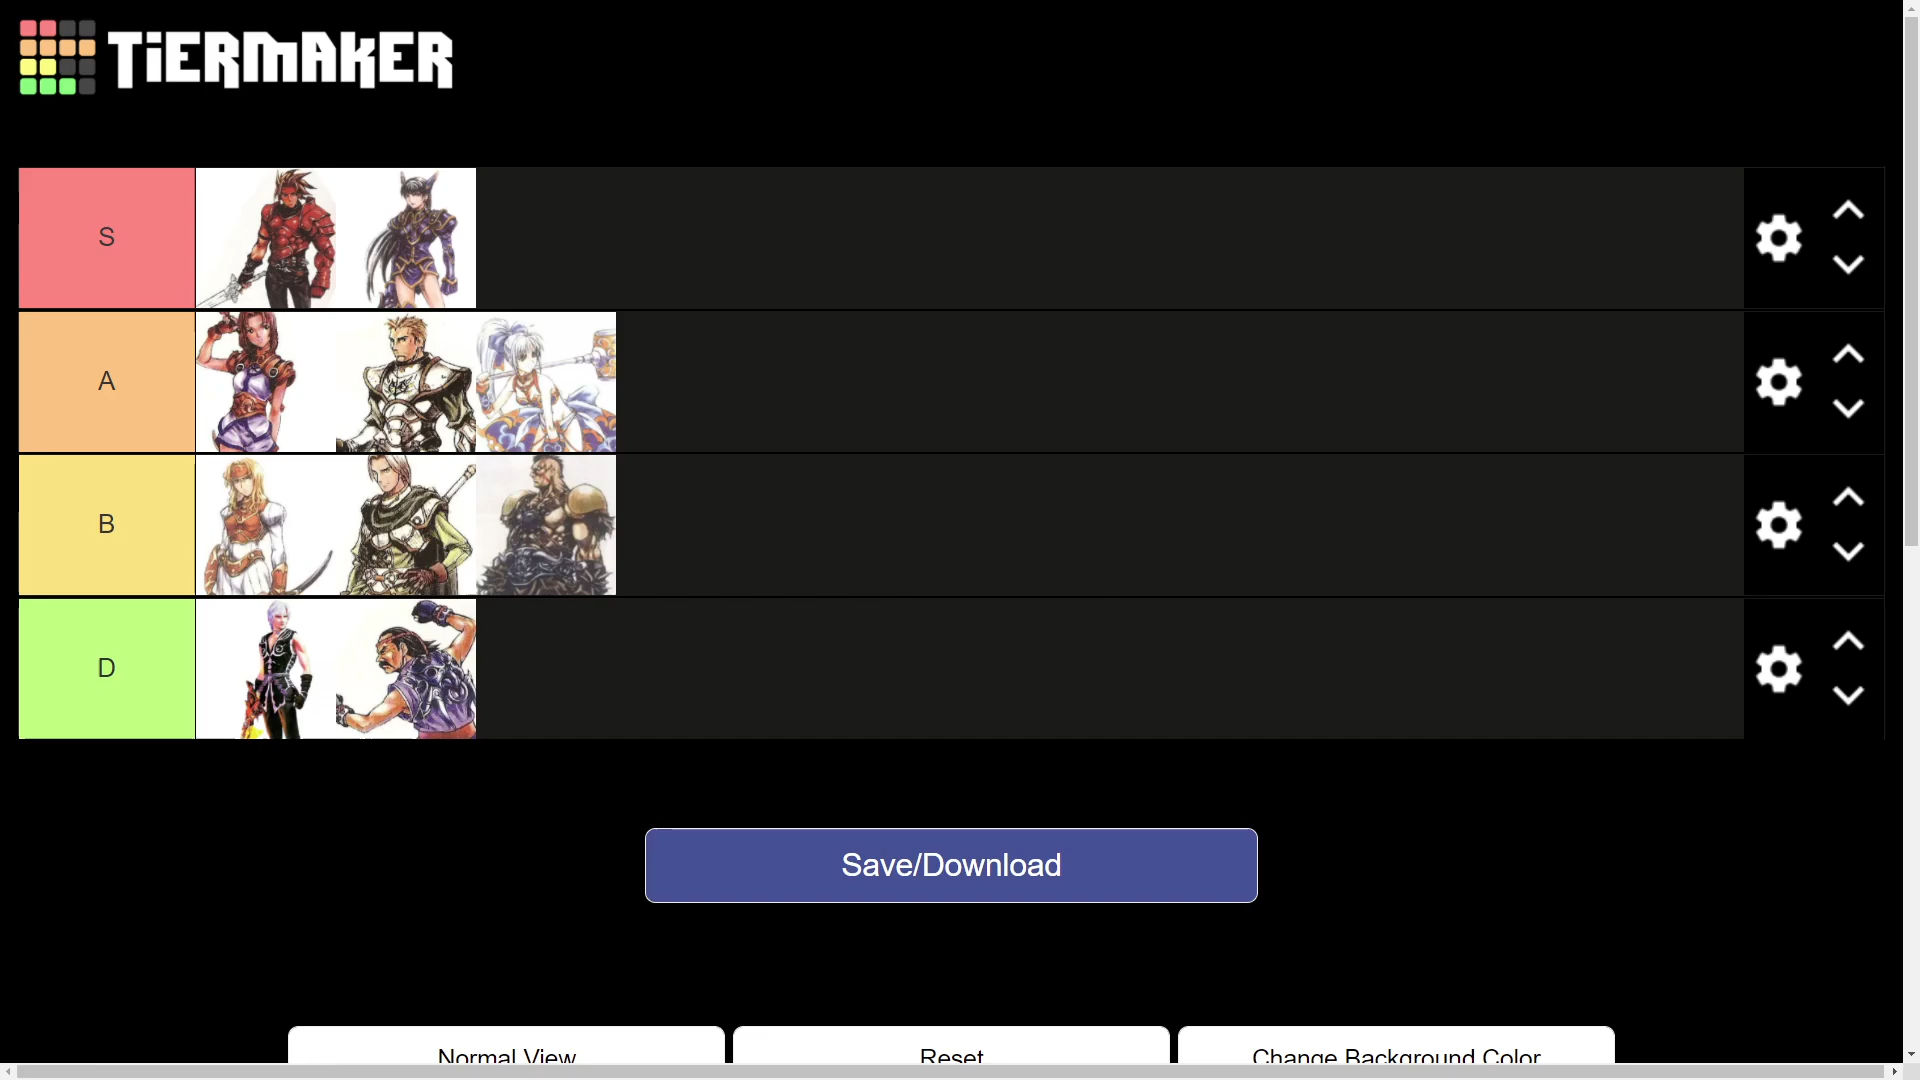 TiERMAKER
S
A
B
D
Save/Download
Normal View
Reset
Change Background Color